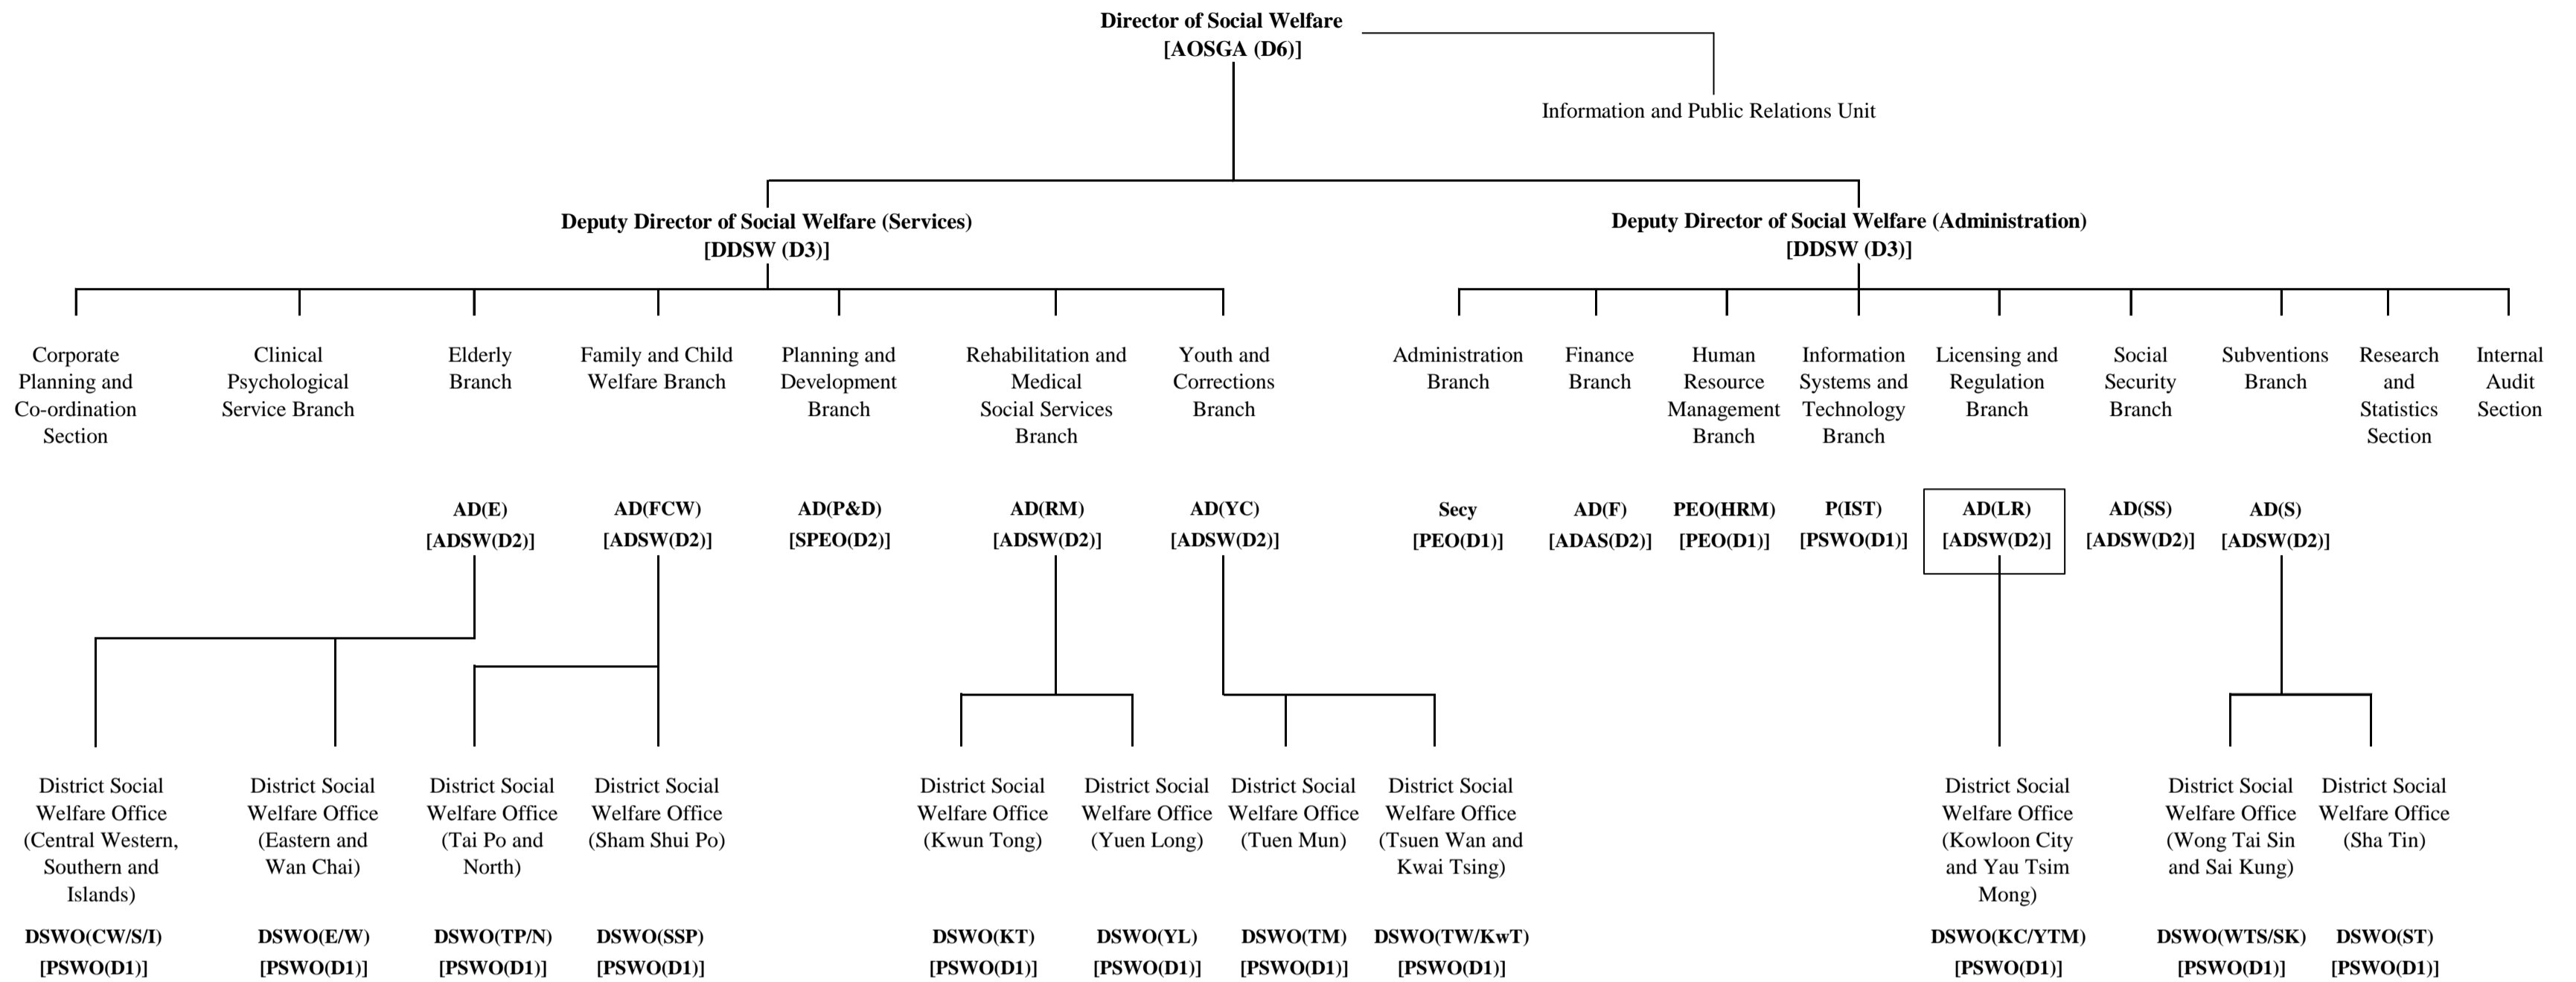 Director of Social Welfare
[AOSGA (D6)]
Information and Public Relations Unit
Deputy Director of Social Welfare (Services)
[DDSW (D3)]
Deputy Director of Social Welfare (Administration)
[DDSW (D3)]
Corporate
Planning and
Co-ordination
Section
Clinical
Psychological
Service Branch
Elderly
Branch
Family and Child
Welfare Branch
Planning and
Development
Branch
Rehabilitation and
Medical
Social Services
Branch
Youth and
Corrections
Branch
Administration
Branch
Finance
Branch
Human
Resource
Management
Branch
Information
Systems and
Technology
Branch
Licensing and
Regulation
Branch
Social
Security
Branch
Subventions
Branch
Research
and
Statistics
Section
Internal
Audit
Section
AD(E)
[ADSW(D2)]
AD(FCW)
[ADSW(D2)]
AD(P&D)
[SPEO(D2)]
AD(RM)
[ADSW(D2)]
AD(YC)
[ADSW(D2)]
Secy
[PEO(D1)]
AD(F)
[ADAS(D2)]
PEO(HRM)
[PEO(D1)]
P(IST)
[PSWO(D1)]
AD(LR)
[ADSW(D2)]
AD(SS)
[ADSW(D2)]
AD(S)
[ADSW(D2)]
District Social
Welfare Office
(Central Western,
Southern and
Islands)
District Social
Welfare Office
(Eastern and
Wan Chai)
District Social
Welfare Office
(Tai Po and
North)
District Social
Welfare Office
(Sham Shui Po)
District Social
Welfare Office
(Kwun Tong)
District Social
Welfare Office
(Yuen Long)
District Social
Welfare Office
(Tuen Mun)
District Social
Welfare Office
(Tsuen Wan and
Kwai Tsing)
District Social
Welfare Office
(Kowloon City
and Yau Tsim
Mong)
District Social
Welfare Office
(Wong Tai Sin
and Sai Kung)
District Social
Welfare Office
(Sha Tin)
DSWO(CW/S/I)
[PSWO(D1)]
DSWO(E/W)
[PSWO(D1)]
DSWO(TP/N)
[PSWO(D1)]
DSWO(SSP)
[PSWO(D1)]
DSWO(KT)
[PSWO(D1)]
DSWO(YL)
[PSWO(D1)]
DSWO(TM)
[PSWO(D1)]
DSWO(TW/KwT)
[PSWO(D1)]
DSWO(KC/YTM)
[PSWO(D1)]
DSWO(WTS/SK)
[PSWO(D1)]
DSWO(ST)
[PSWO(D1)]